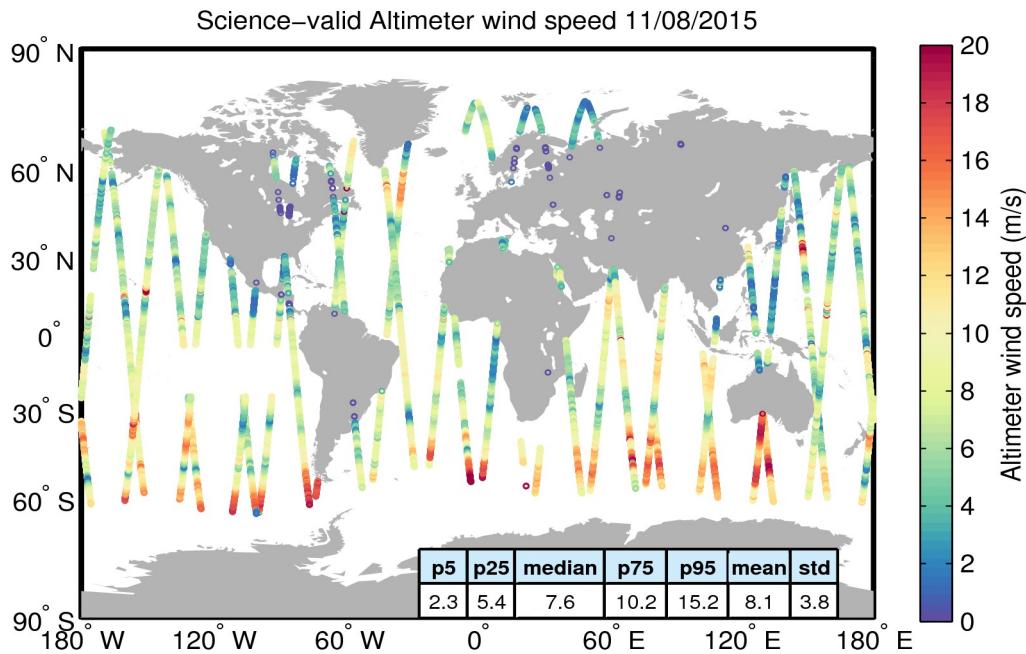 Science−valid Altimeter wind speed 11/08/2015
90° N
60° N
30° N
0°
30° S
60° S
90° S
180° W
120° W
60° W
0°
60° E
120° E
180° E
p5 p25 median p75 p95 mean std
2.3 5.4 7.6 10.2 15.2 8.1 3.8
20
18
16
14
12
10
8
6
4
2
0
Altimeter wind speed (m/s)